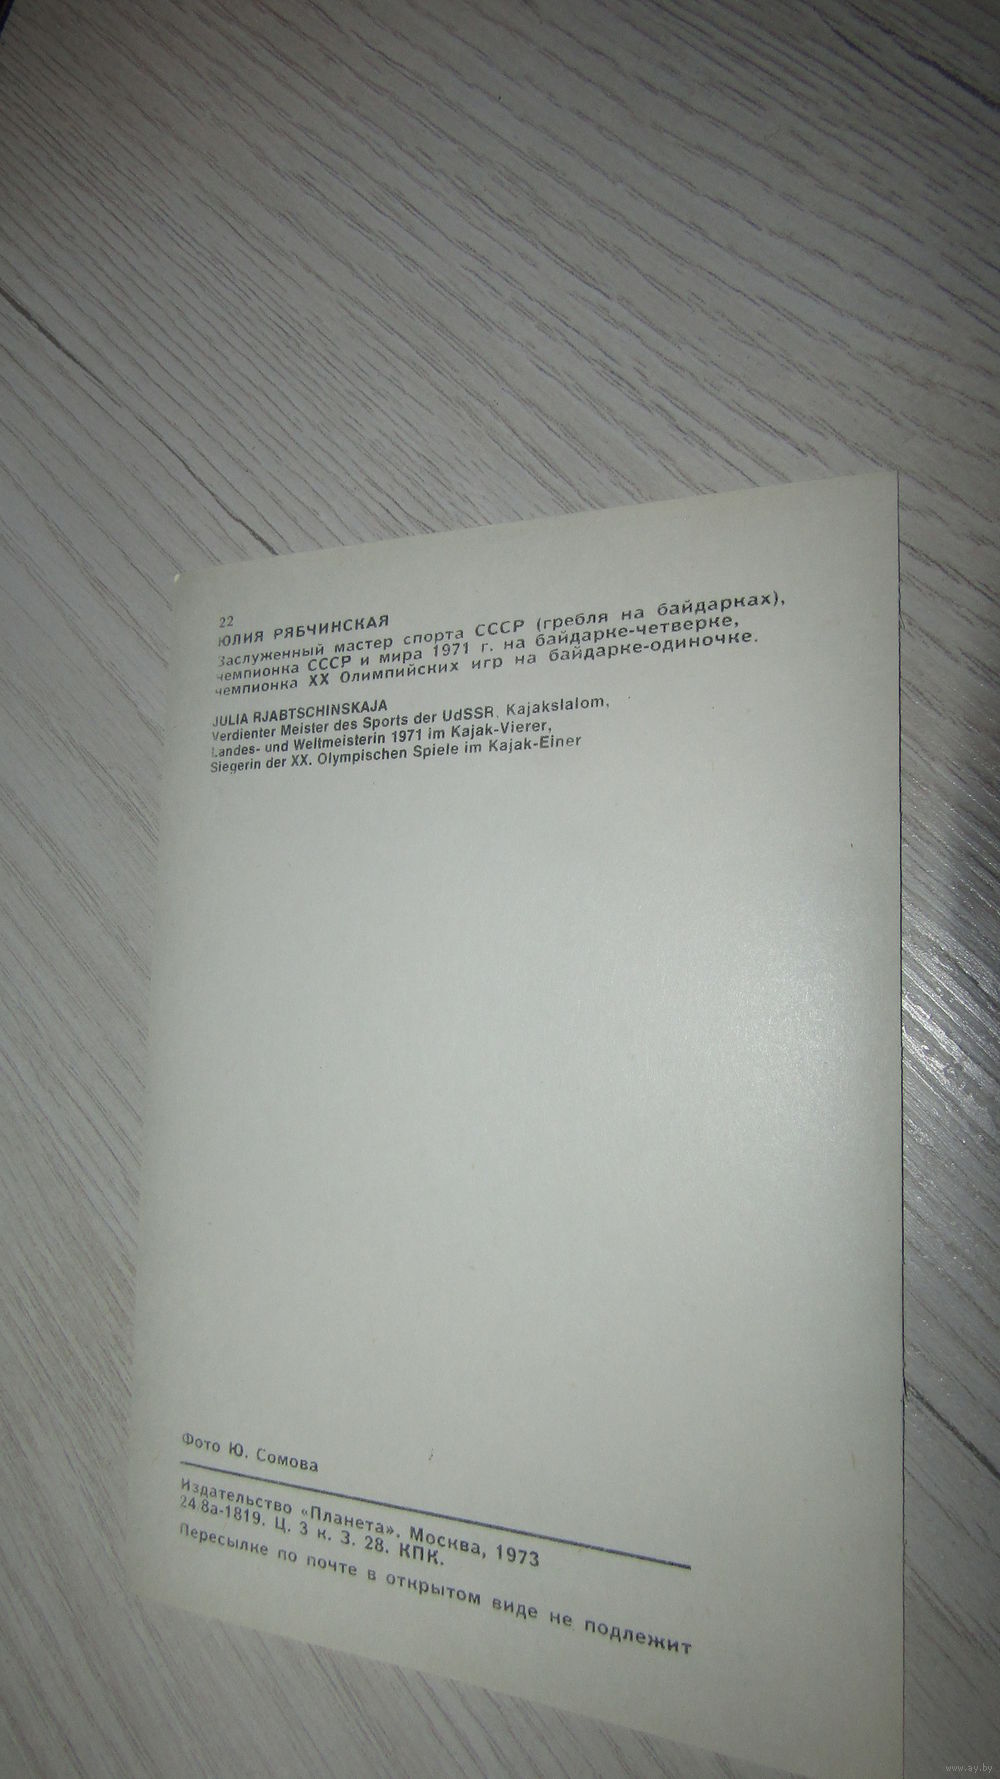 22
ЮЛИЯ РЯБЧИНСКАЯ
Заслуженный мастер спорта СССР (гребля на байдарках),
чемпионка СССР и мира 1971 г. на байдарке-четверке,
чемпионка XX Олимпийских игр на байдарке-одиночке.
JULIA RJABTSCHINSKAJA
Verdienter Meister des Sports der UdSSR, Kajakslalom,
Landes- und Weltmeisterin 1971 im Kajak-Vierer,
Siegerin der XX. Olympischen Spiele im Kajak-Einer
Фото Ю. Сомова
Издательство «Планета». Москва, 1973
24.8а-1819. Ц. 3 к. З. 28. КПК.
Пересылке по почте в открытом виде не подлежит
www.ay.by